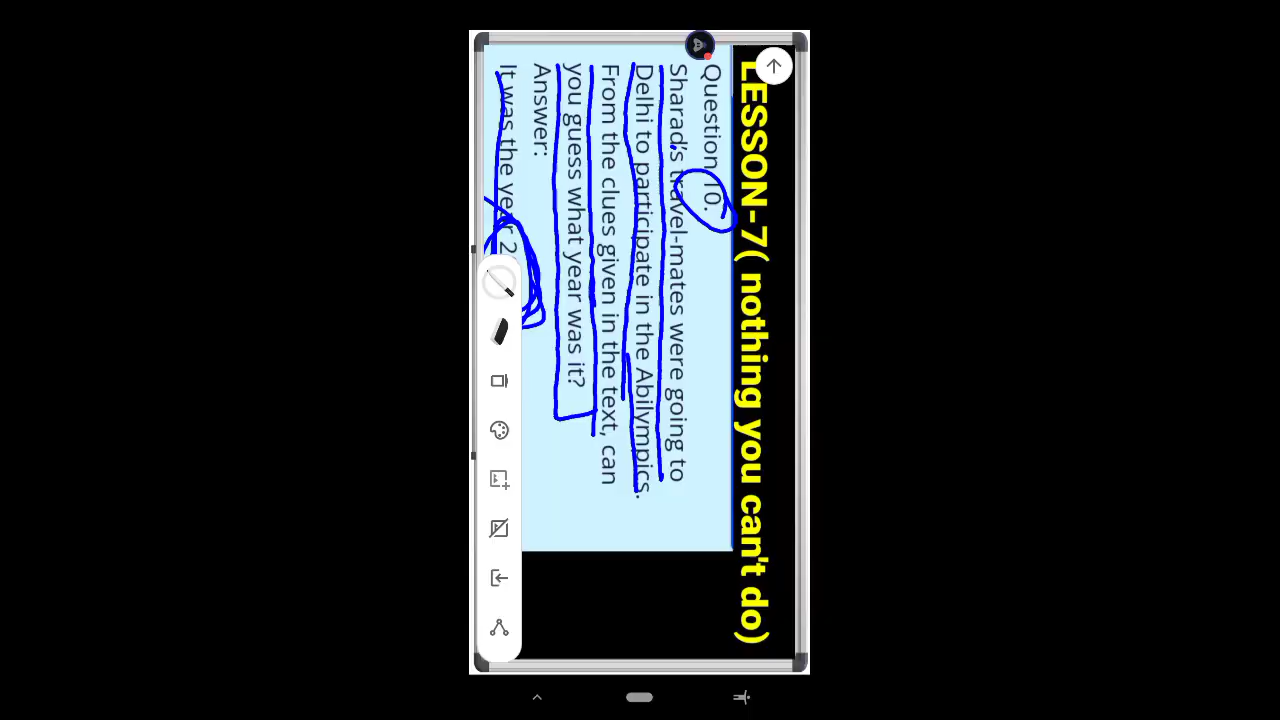 LESSON-7( nothing you can't do)
Question 10.
Sharad's travel-mates were going to
Delhi to participate in the Abilympics.
From the clues given in the text, can
you guess what year was it?
Answer:
It was the year